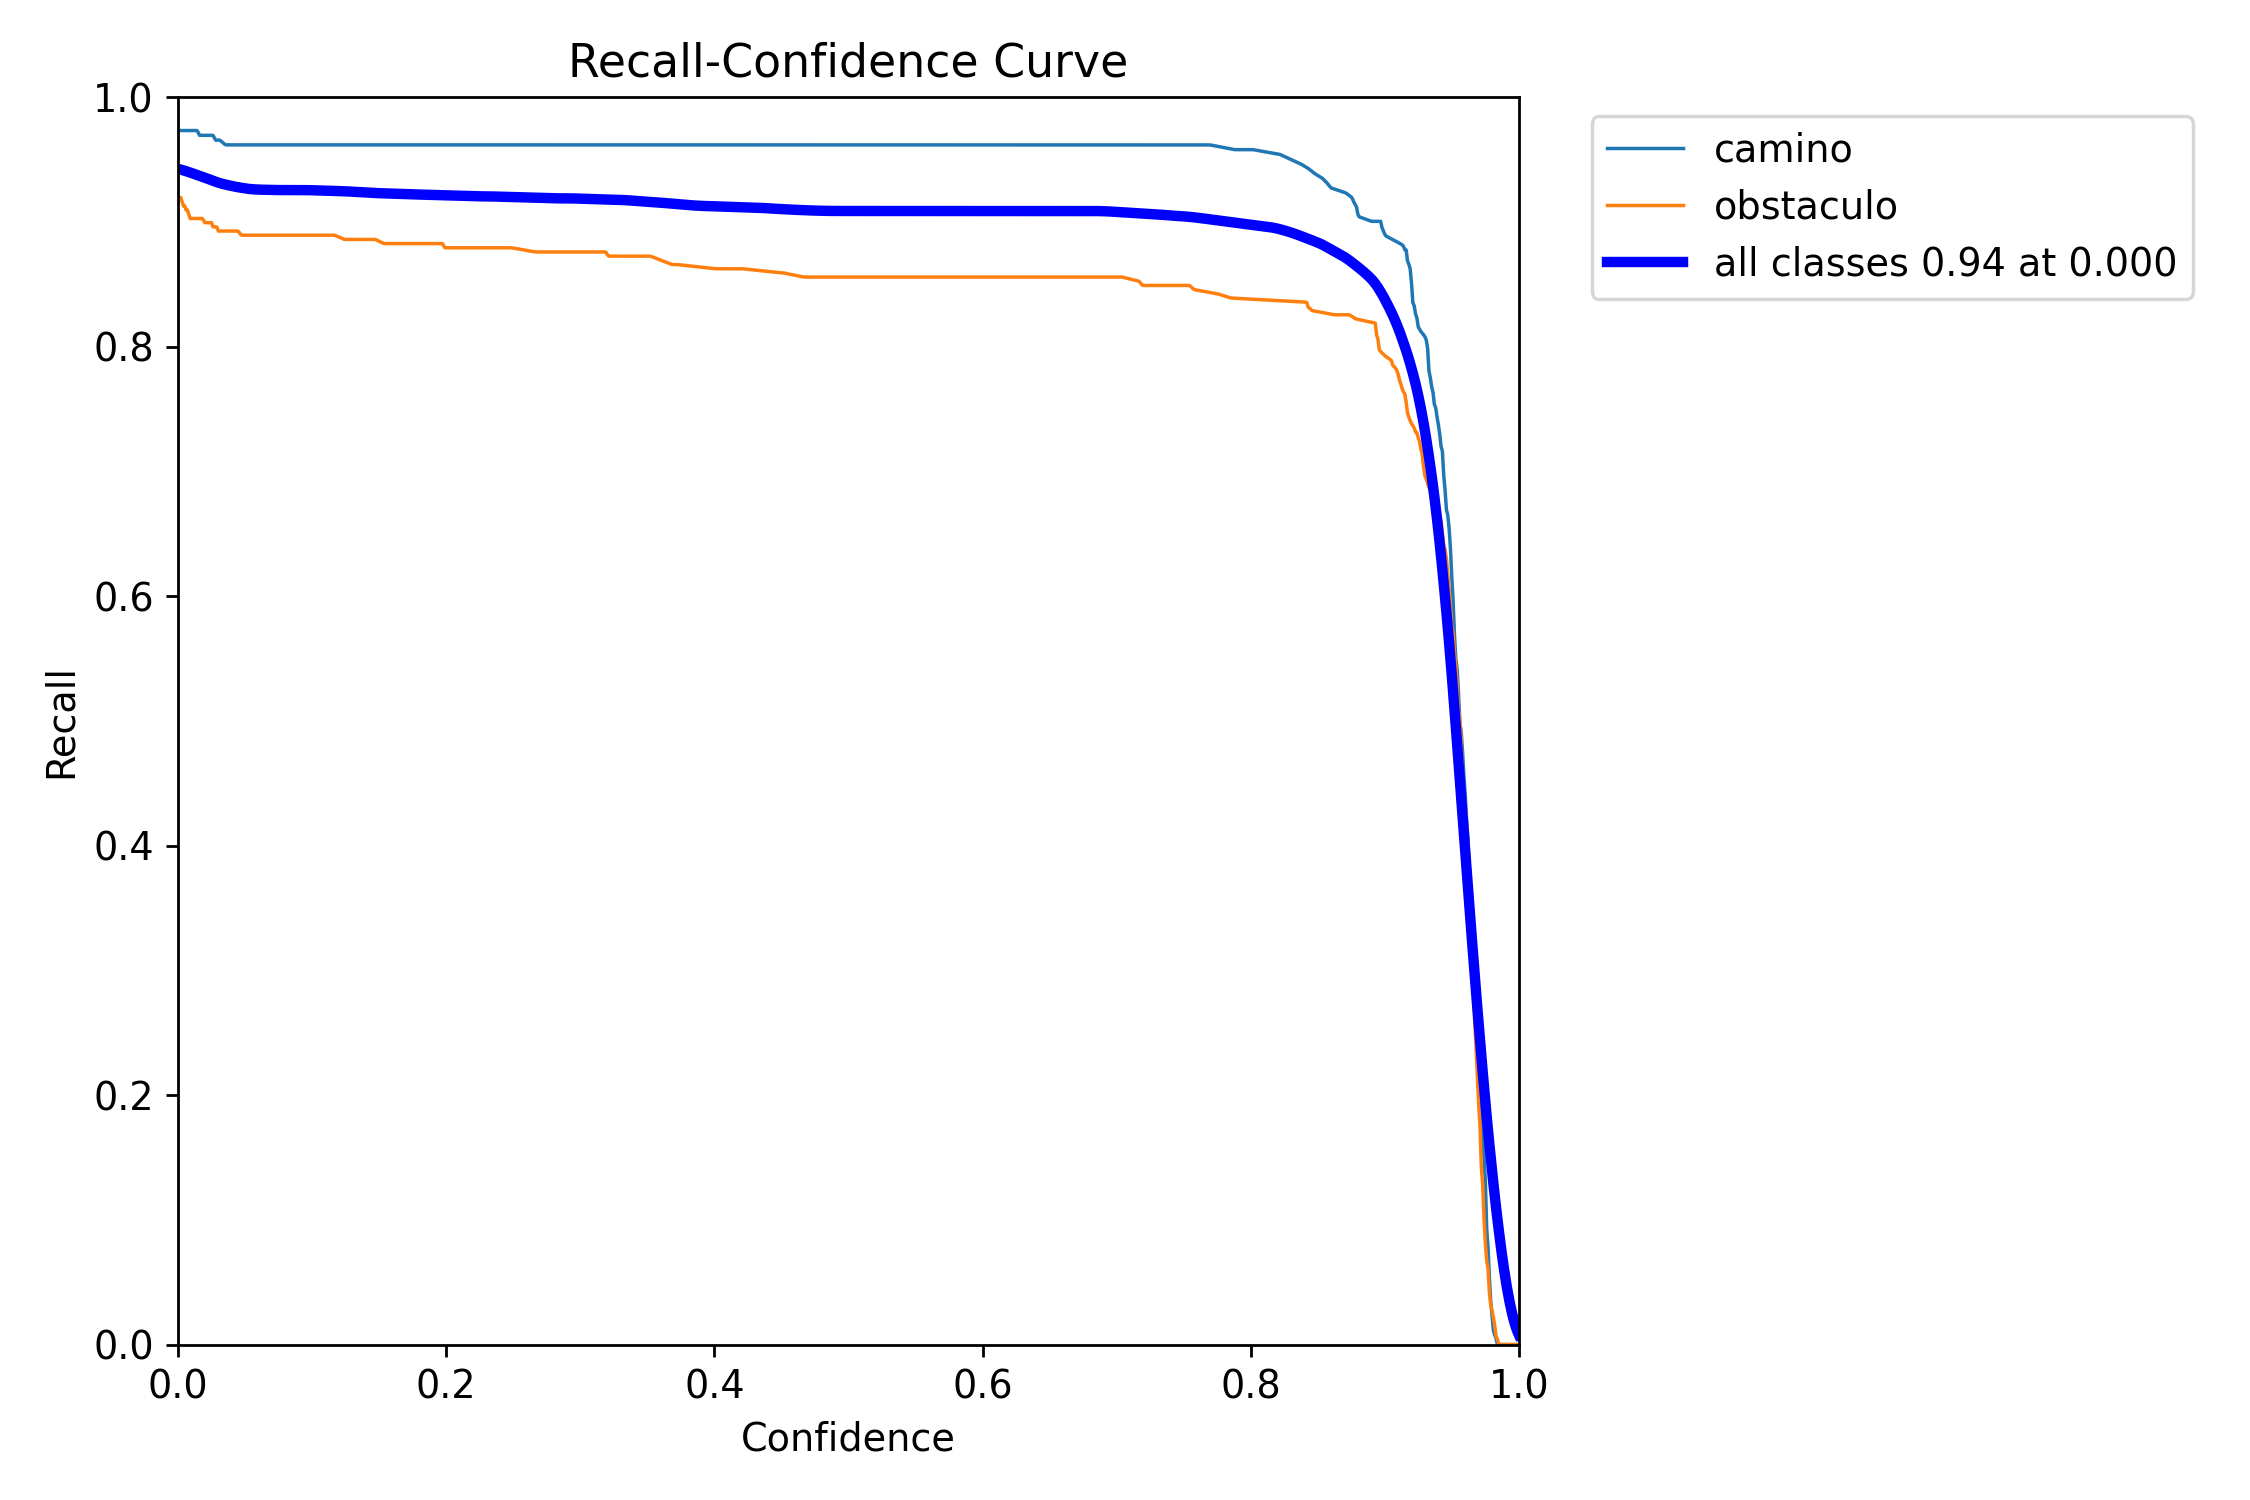 Recall-Confidence Curve
camino
obstaculo
all classes 0.94 at 0.000
1.0
0.8
0.6
0.4
0.2
0.0
Recall
0.0 0.2 0.4 0.6 0.8 1.0
Confidence